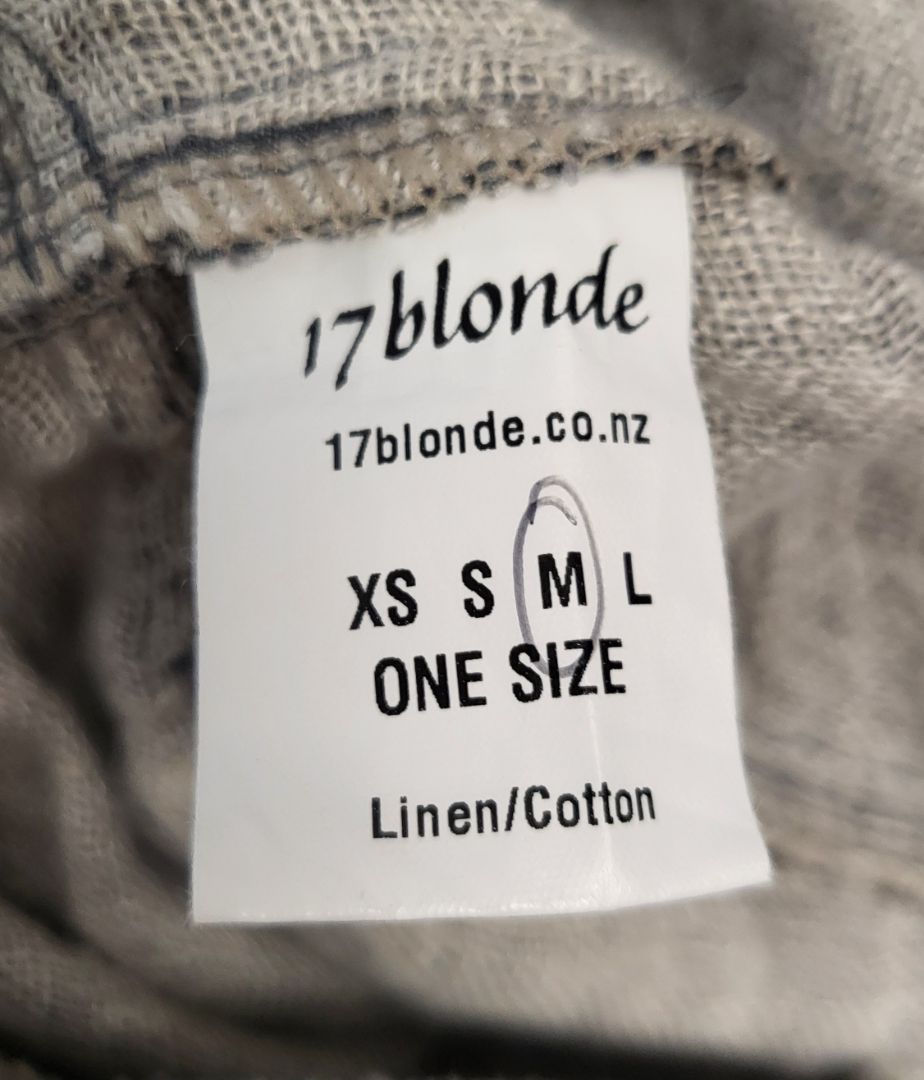 17blonde
17blonde.co.nz
XS S M L
ONE SIZE
Linen/Cotton